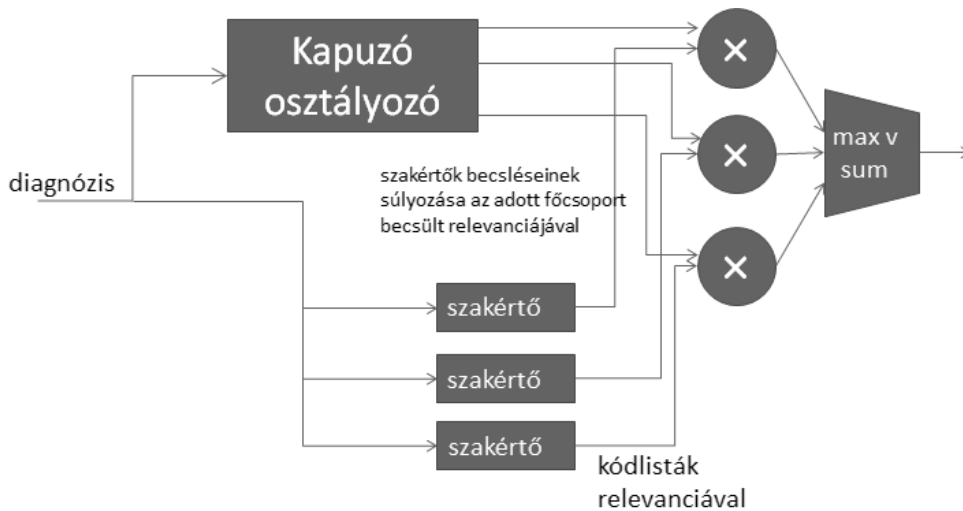 Kapuzó
osztályozó
×
max v
sum
×
diagnózis
szakértők becsléseinek
súlyozása az adott főcsoport
becsült relevanciájával
×
szakértő
szakértő
szakértő
kódlisták
relevanciával